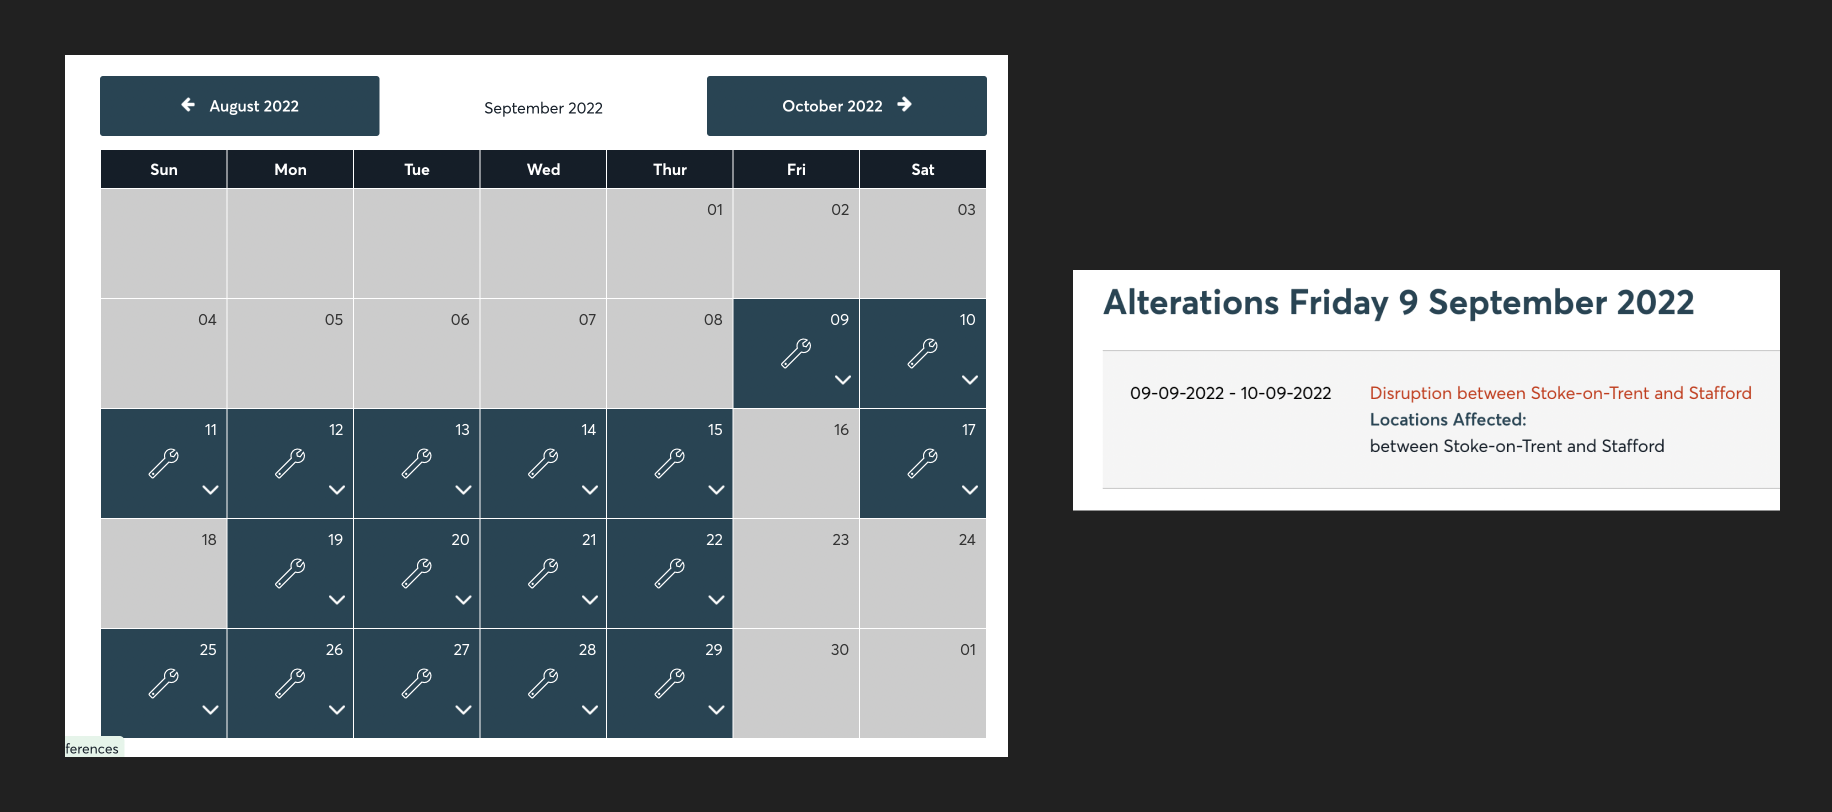 August 2022
September 2022
October 2022
Sun Mon Tue Wed Thur Fri Sat
01 02 03
04 05 06 07 08 09 10
11 12 13 14 15 16 17
18 19 20 21 22 23 24
25 26 27 28 29 30 01
ferences
Alterations Friday 9 September 2022
09-09-2022 - 10-09-2022 Disruption between Stoke-on-Trent and Stafford
Locations Affected:
between Stoke-on-Trent and Stafford